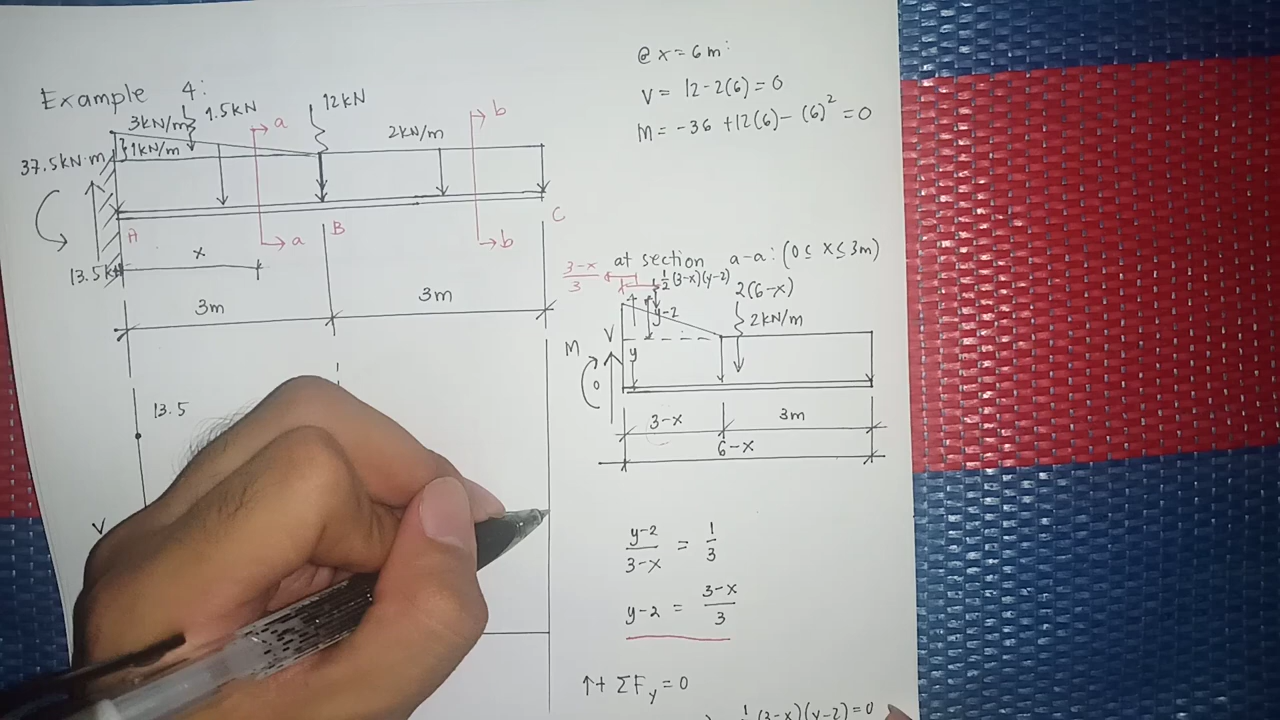 Example 4:
3kN/m 1.5kN 12kN
1kN/m 2kN/m
37.5kN·m
a b
A B C
a b
x
13.5kN
3m 3m
13.5
V
@ x = 6m:
V = 12-2(6) = 0
M = -36 +12(6) - (6)² = 0
at section a-a: (0 ≤ x ≤ 3m)
(3-x)/3 1/2(3-x)(y-2) 2(6-x)
y-2 2kN/m
V
M y
O
3-x 3m
6-x
(y-2)/(3-x) = 1/3
y-2 = (3-x)/3
↑+ ΣFy = 0
1/2(3-x)(y-2) = 0